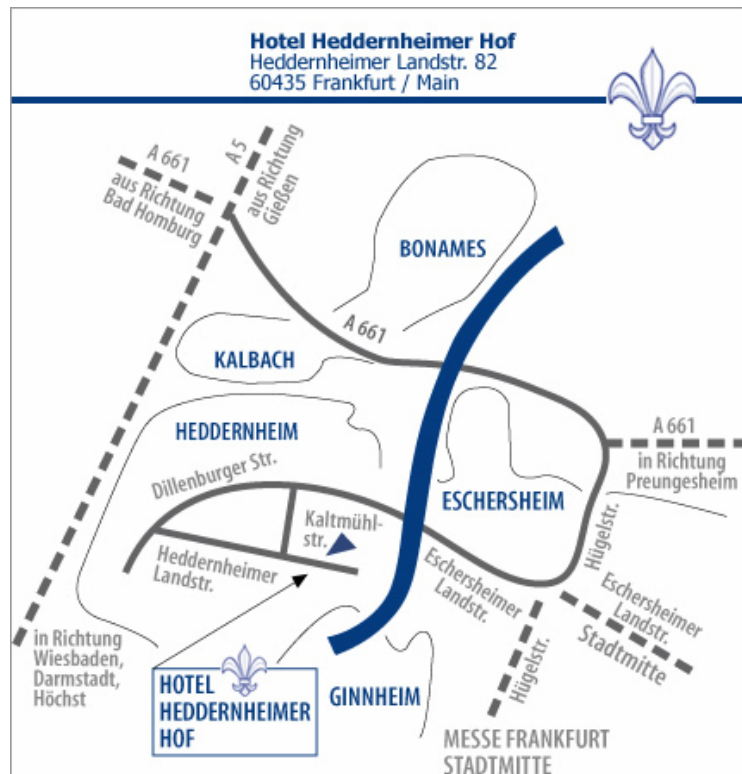 Hotel Heddernheimer Hof
Heddernheimer Landstr. 82
60435 Frankfurt / Main
A 661
aus Richtung
Bad Homburg
A 5
aus Richtung
Gießen
BONAMES
A 661
KALBACH
HEDDERNHEIM
A 661
in Richtung
Preungesheim
Dillenburger Str.
ESCHERSHEIM
Kaltmühl-
str.
Heddernheimer
Landstr.
Hügelstr.
Eschersheimer
Landstr.
Eschersheimer
Landstr.
Stadtmitte
in Richtung
Wiesbaden,
Darmstadt,
Höchst
Hügelstr.
HOTEL
HEDDERNHEIMER
HOF
GINNHEIM
MESSE FRANKFURT
STADTMITTE